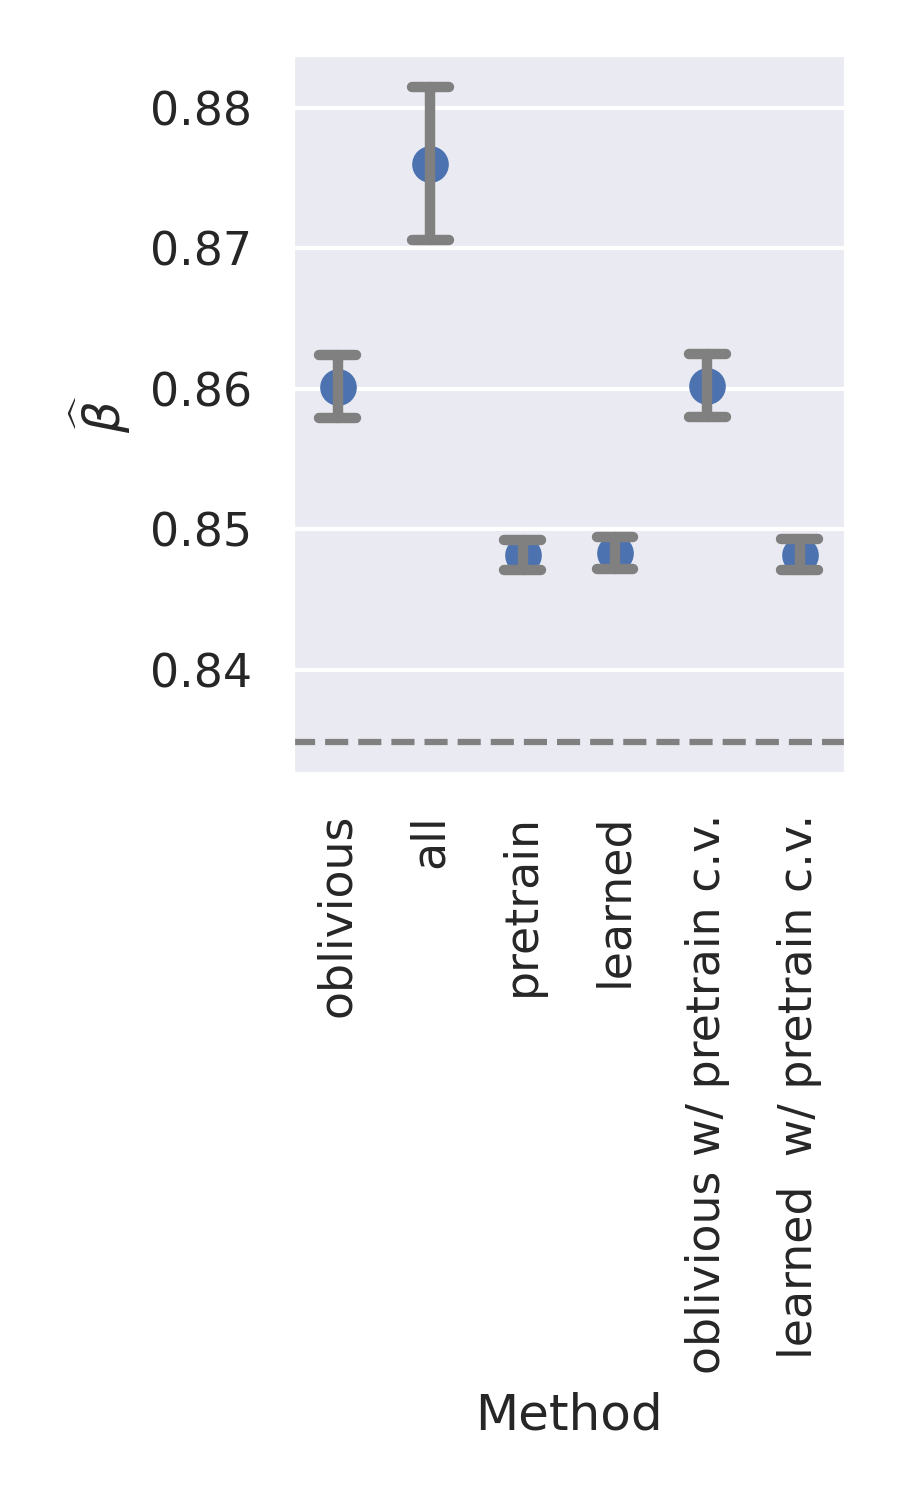 0.88
0.87
0.86
0.85
0.84
β̂
oblivious
all
pretrain
learned
oblivious w/ pretrain c.v.
learned  w/ pretrain c.v.
Method